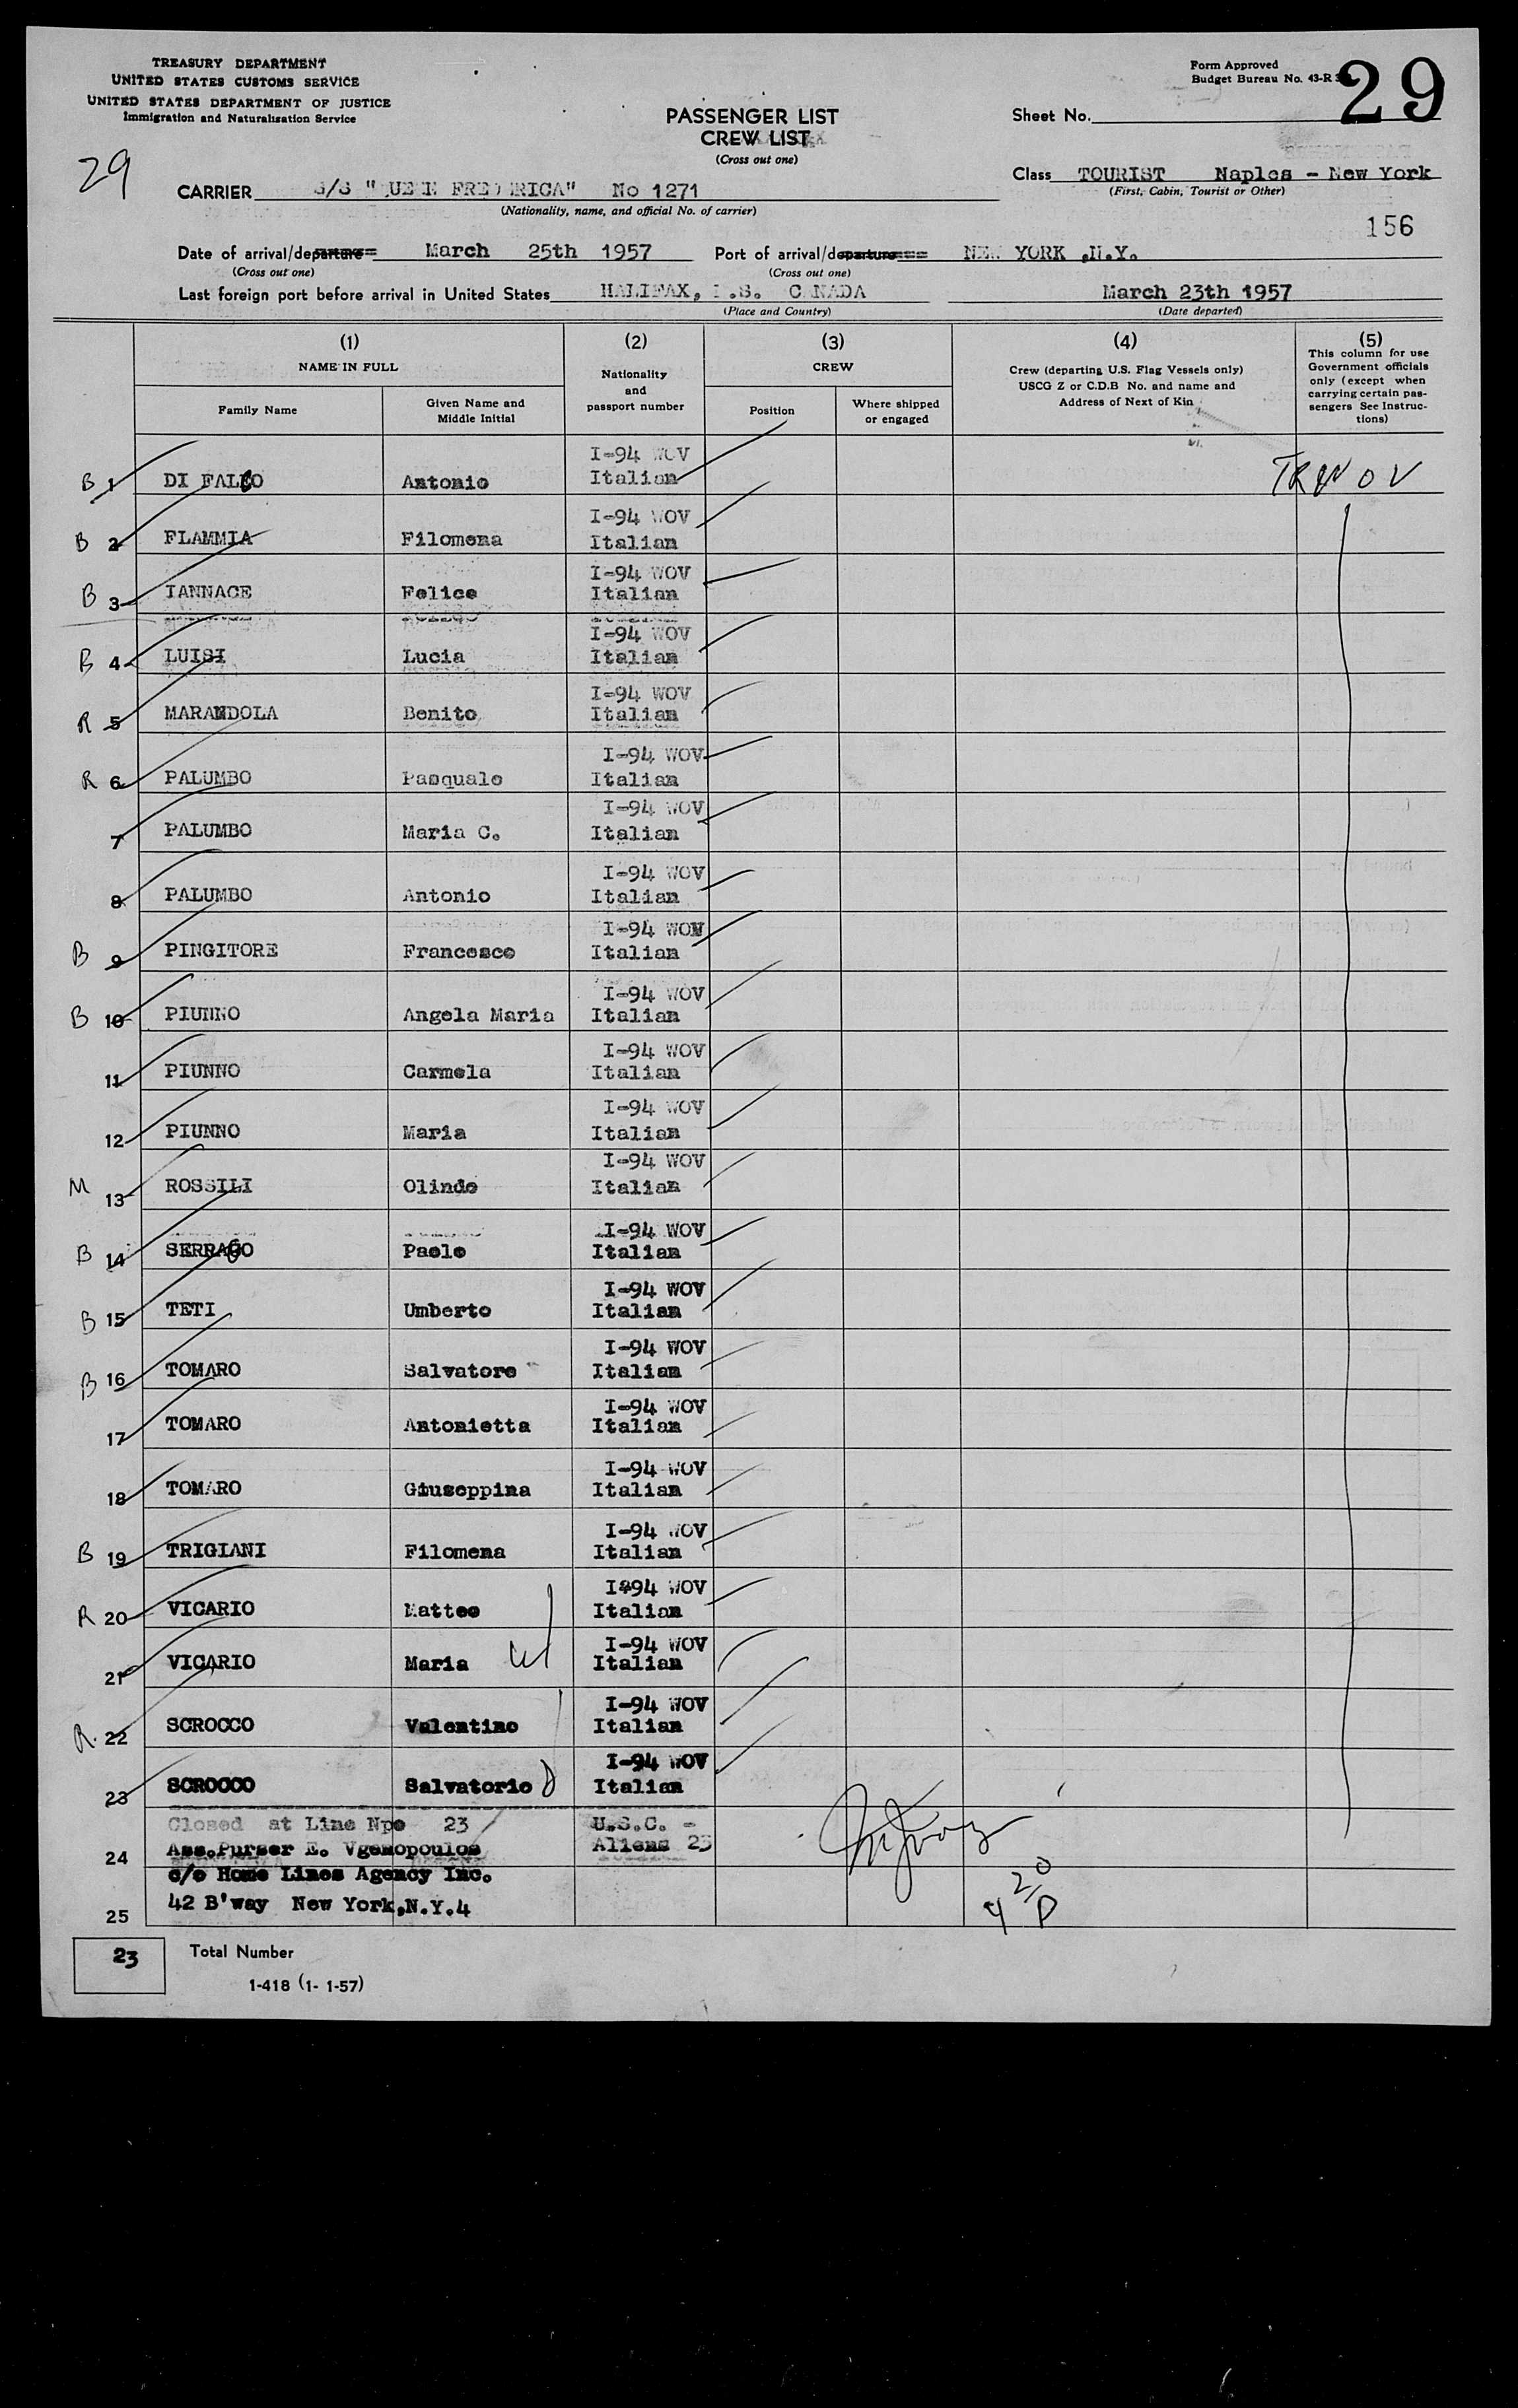 TREASURY DEPARTMENT
UNITED STATES CUSTOMS SERVICE
UNITED STATES DEPARTMENT OF JUSTICE
Immigration and Naturalisation Service
Form Approved
Budget Bureau No. 43-R
29
PASSENGER LIST
CREW LIST
(Cross out one)
Sheet No.
29
Class TOURIST Naples - New York
(First, Cabin, Tourist or Other)
CARRIER S/S "QUEEN FREDERICA" No 1271
(Nationality, name, and official No. of carrier)
156
Date of arrival/departure March 25th 1957 Port of arrival/departure NEW YORK ,N.Y.
(Cross out one) (Cross out one)
Last foreign port before arrival in United States HALIFAX, N.S. CANADA March 23th 1957
(Place and Country) (Date departed)
(1) (2) (3) (4) (5)
NAME IN FULL Nationality and passport number CREW Crew (departing U.S. Flag Vessels only) USCG Z or C.D.B No. and name and Address of Next of Kin This column for use Government officials only (except when carrying certain passengers See Instructions)
Family Name Given Name and Middle Initial Position Where shipped or engaged
I-94 WOV
B 1 DI FALCO Antonio Italian
I-94 WOV
B 2 FLAMMIA Filomena Italian
I-94 WOV
B 3 IANNACE Felice Italian
I-94 WOV
B 4 LUISI Lucia Italian
I-94 WOV
R 5 MARANDOLA Benito Italian
I-94 WOV
R 6 PALUMBO Pasquale Italian
I-94 WOV
7 PALUMBO Maria C. Italian
I-94 WOV
8 PALUMBO Antonio Italian
I-94 WOV
B 9 PINGITORE Francesco Italian
I-94 WOV
B 10 PIUNNO Angela Maria Italian
I-94 WOV
11 PIUNNO Carmela Italian
I-94 WOV
12 PIUNNO Maria Italian
I-94 WOV
M 13 ROSSILI Olindo Italian
I-94 WOV
B 14 SERRAO Paolo Italian
I-94 WOV
B 15 TETI Umberto Italian
I-94 WOV
B 16 TOMARO Salvatore Italian
I-94 WOV
17 TOMARO Antonietta Italian
I-94 WOV
18 TOMARO Giuseppina Italian
I-94 WOV
B 19 TRIGIANI Filomena Italian
I-94 WOV
R 20 VICARIO Matteo Italian
I-94 WOV
21 VICARIO Maria Italian
I-94 WOV
R. 22 SCROCCO Valentino Italian
I-94 WOV
23 SCROCCO Salvatorio Italian
Closed at Line Npo 23 U.S.C. -
24 Ass.Purser E. Vgenopoulos Aliens 23
c/o Home Lines Agency Inc.
25 42 B'way New York,N.Y.4
23 Total Number
1-418 (1- 1-57)